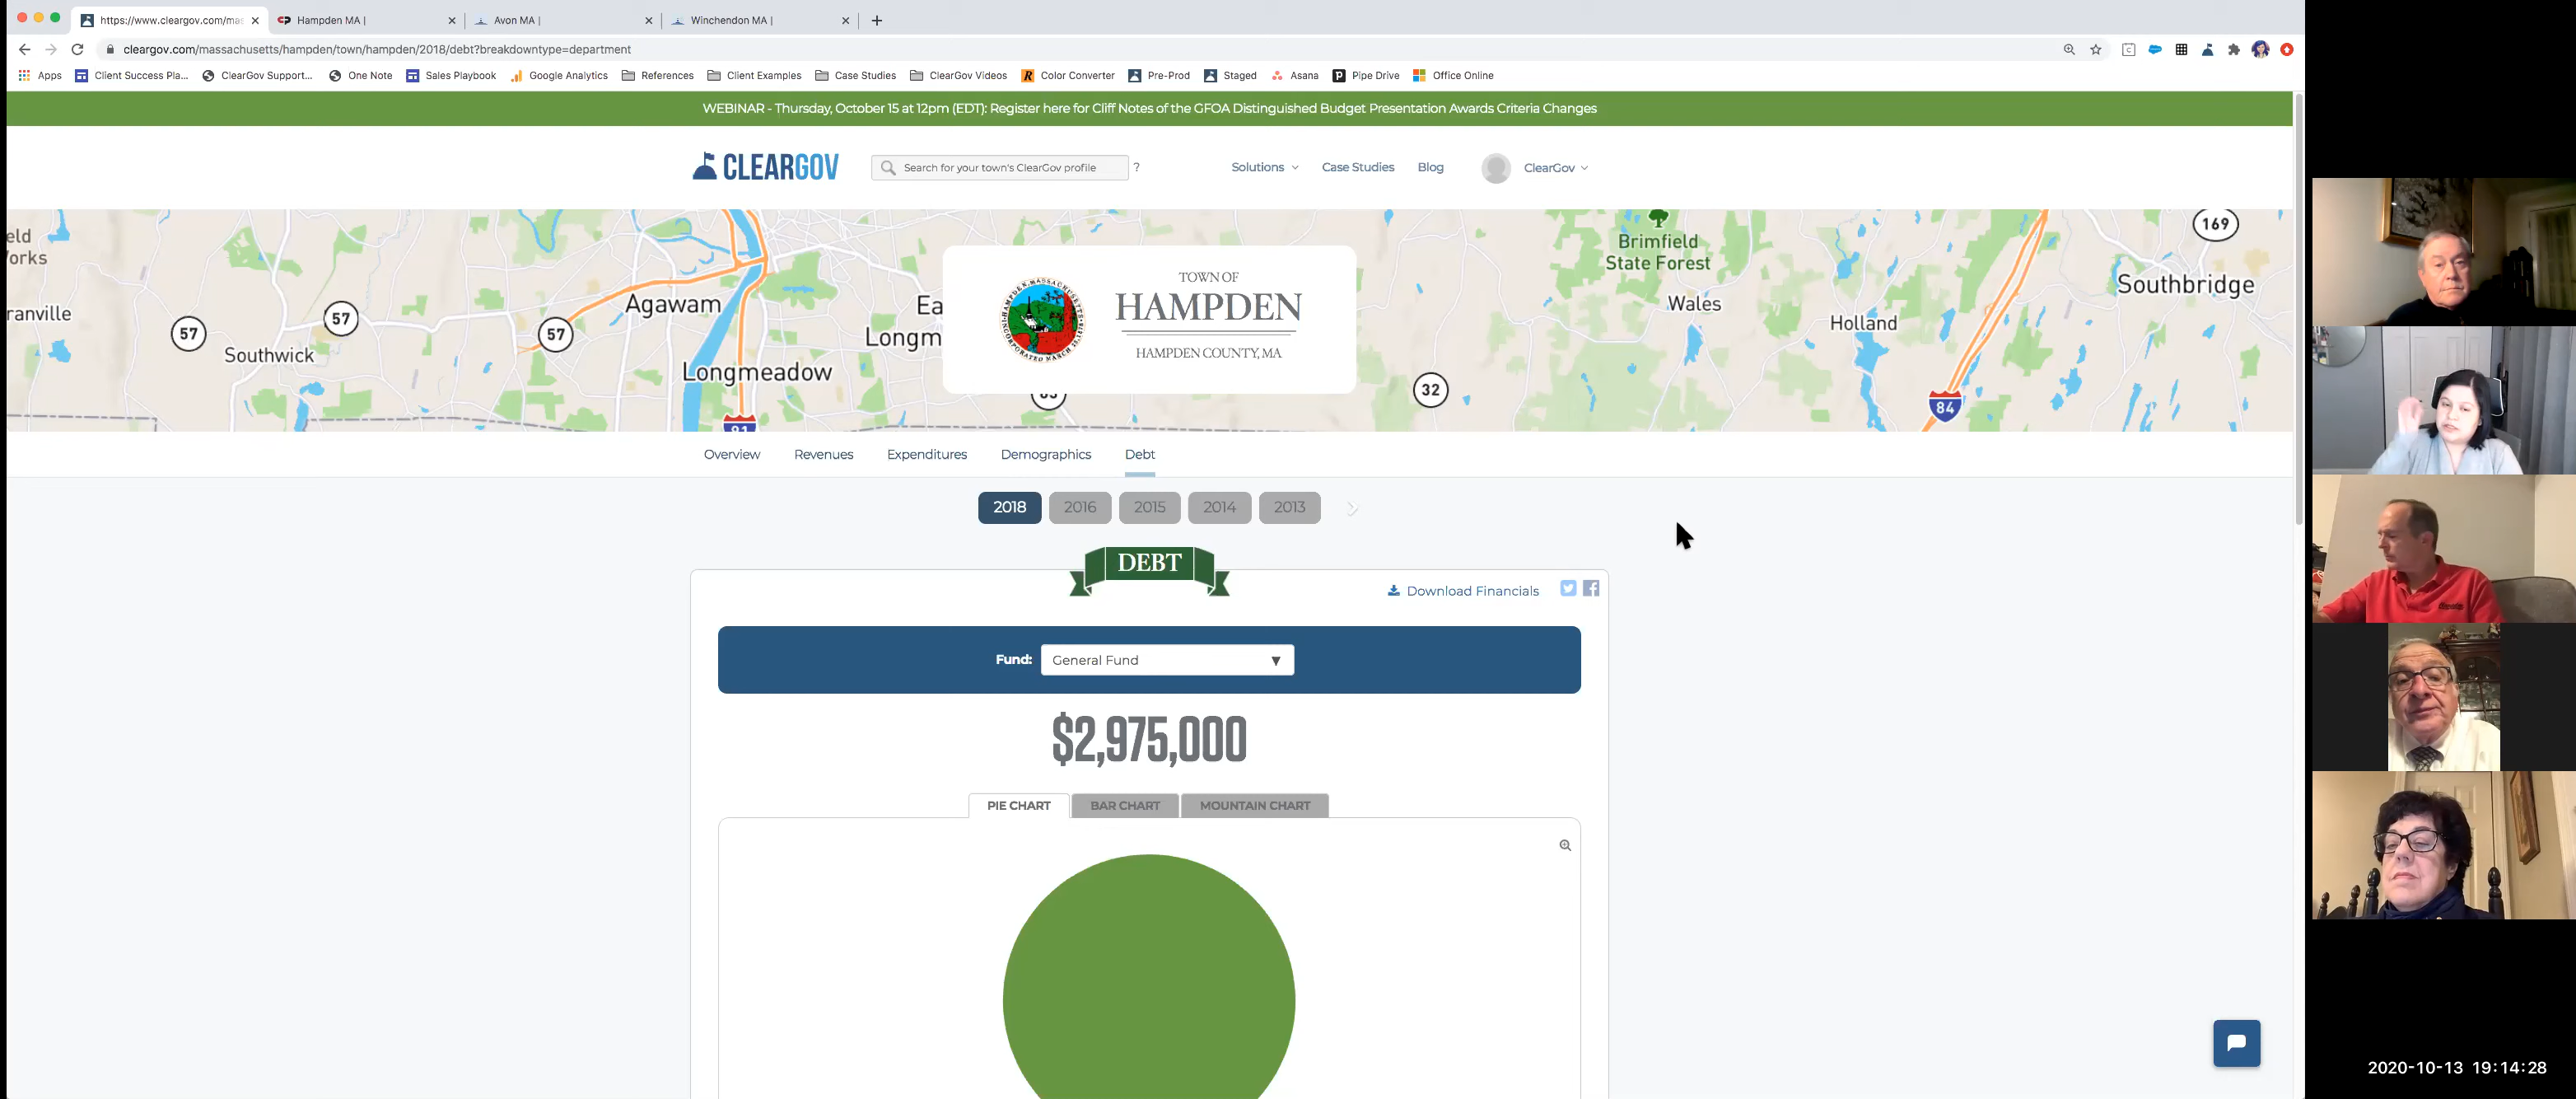 https://www.cleargov.com/mas
Hampden MA |
Avon MA |
Winchendon MA |
cleargov.com/massachusetts/hampden/town/hampden/2018/debt?breakdowntype=department
Apps
Client Success Pla...
ClearGov Support...
One Note
Sales Playbook
Google Analytics
References
Client Examples
Case Studies
ClearGov Videos
Color Converter
Pre-Prod
Staged
Asana
Pipe Drive
Office Online
WEBINAR - Thursday, October 15 at 12pm (EDT): Register here for Cliff Notes of the GFOA Distinguished Budget Presentation Awards Criteria Changes
CLEARGOV
Search for your town's ClearGov profile
?
Solutions
Case Studies
Blog
ClearGov
eld
orks
ranville
57
Southwick
57
57
Agawam
Longmeadow
Ea
Longm
TOWN OF
HAMPDEN
HAMPDEN COUNTY, MA
32
Brimfield
State Forest
Wales
Holland
84
169
Southbridge
Overview
Revenues
Expenditures
Demographics
Debt
2018
2016
2015
2014
2013
DEBT
Download Financials
Fund:
General Fund
$2,975,000
PIE CHART
BAR CHART
MOUNTAIN CHART
2020-10-13 19:14:28